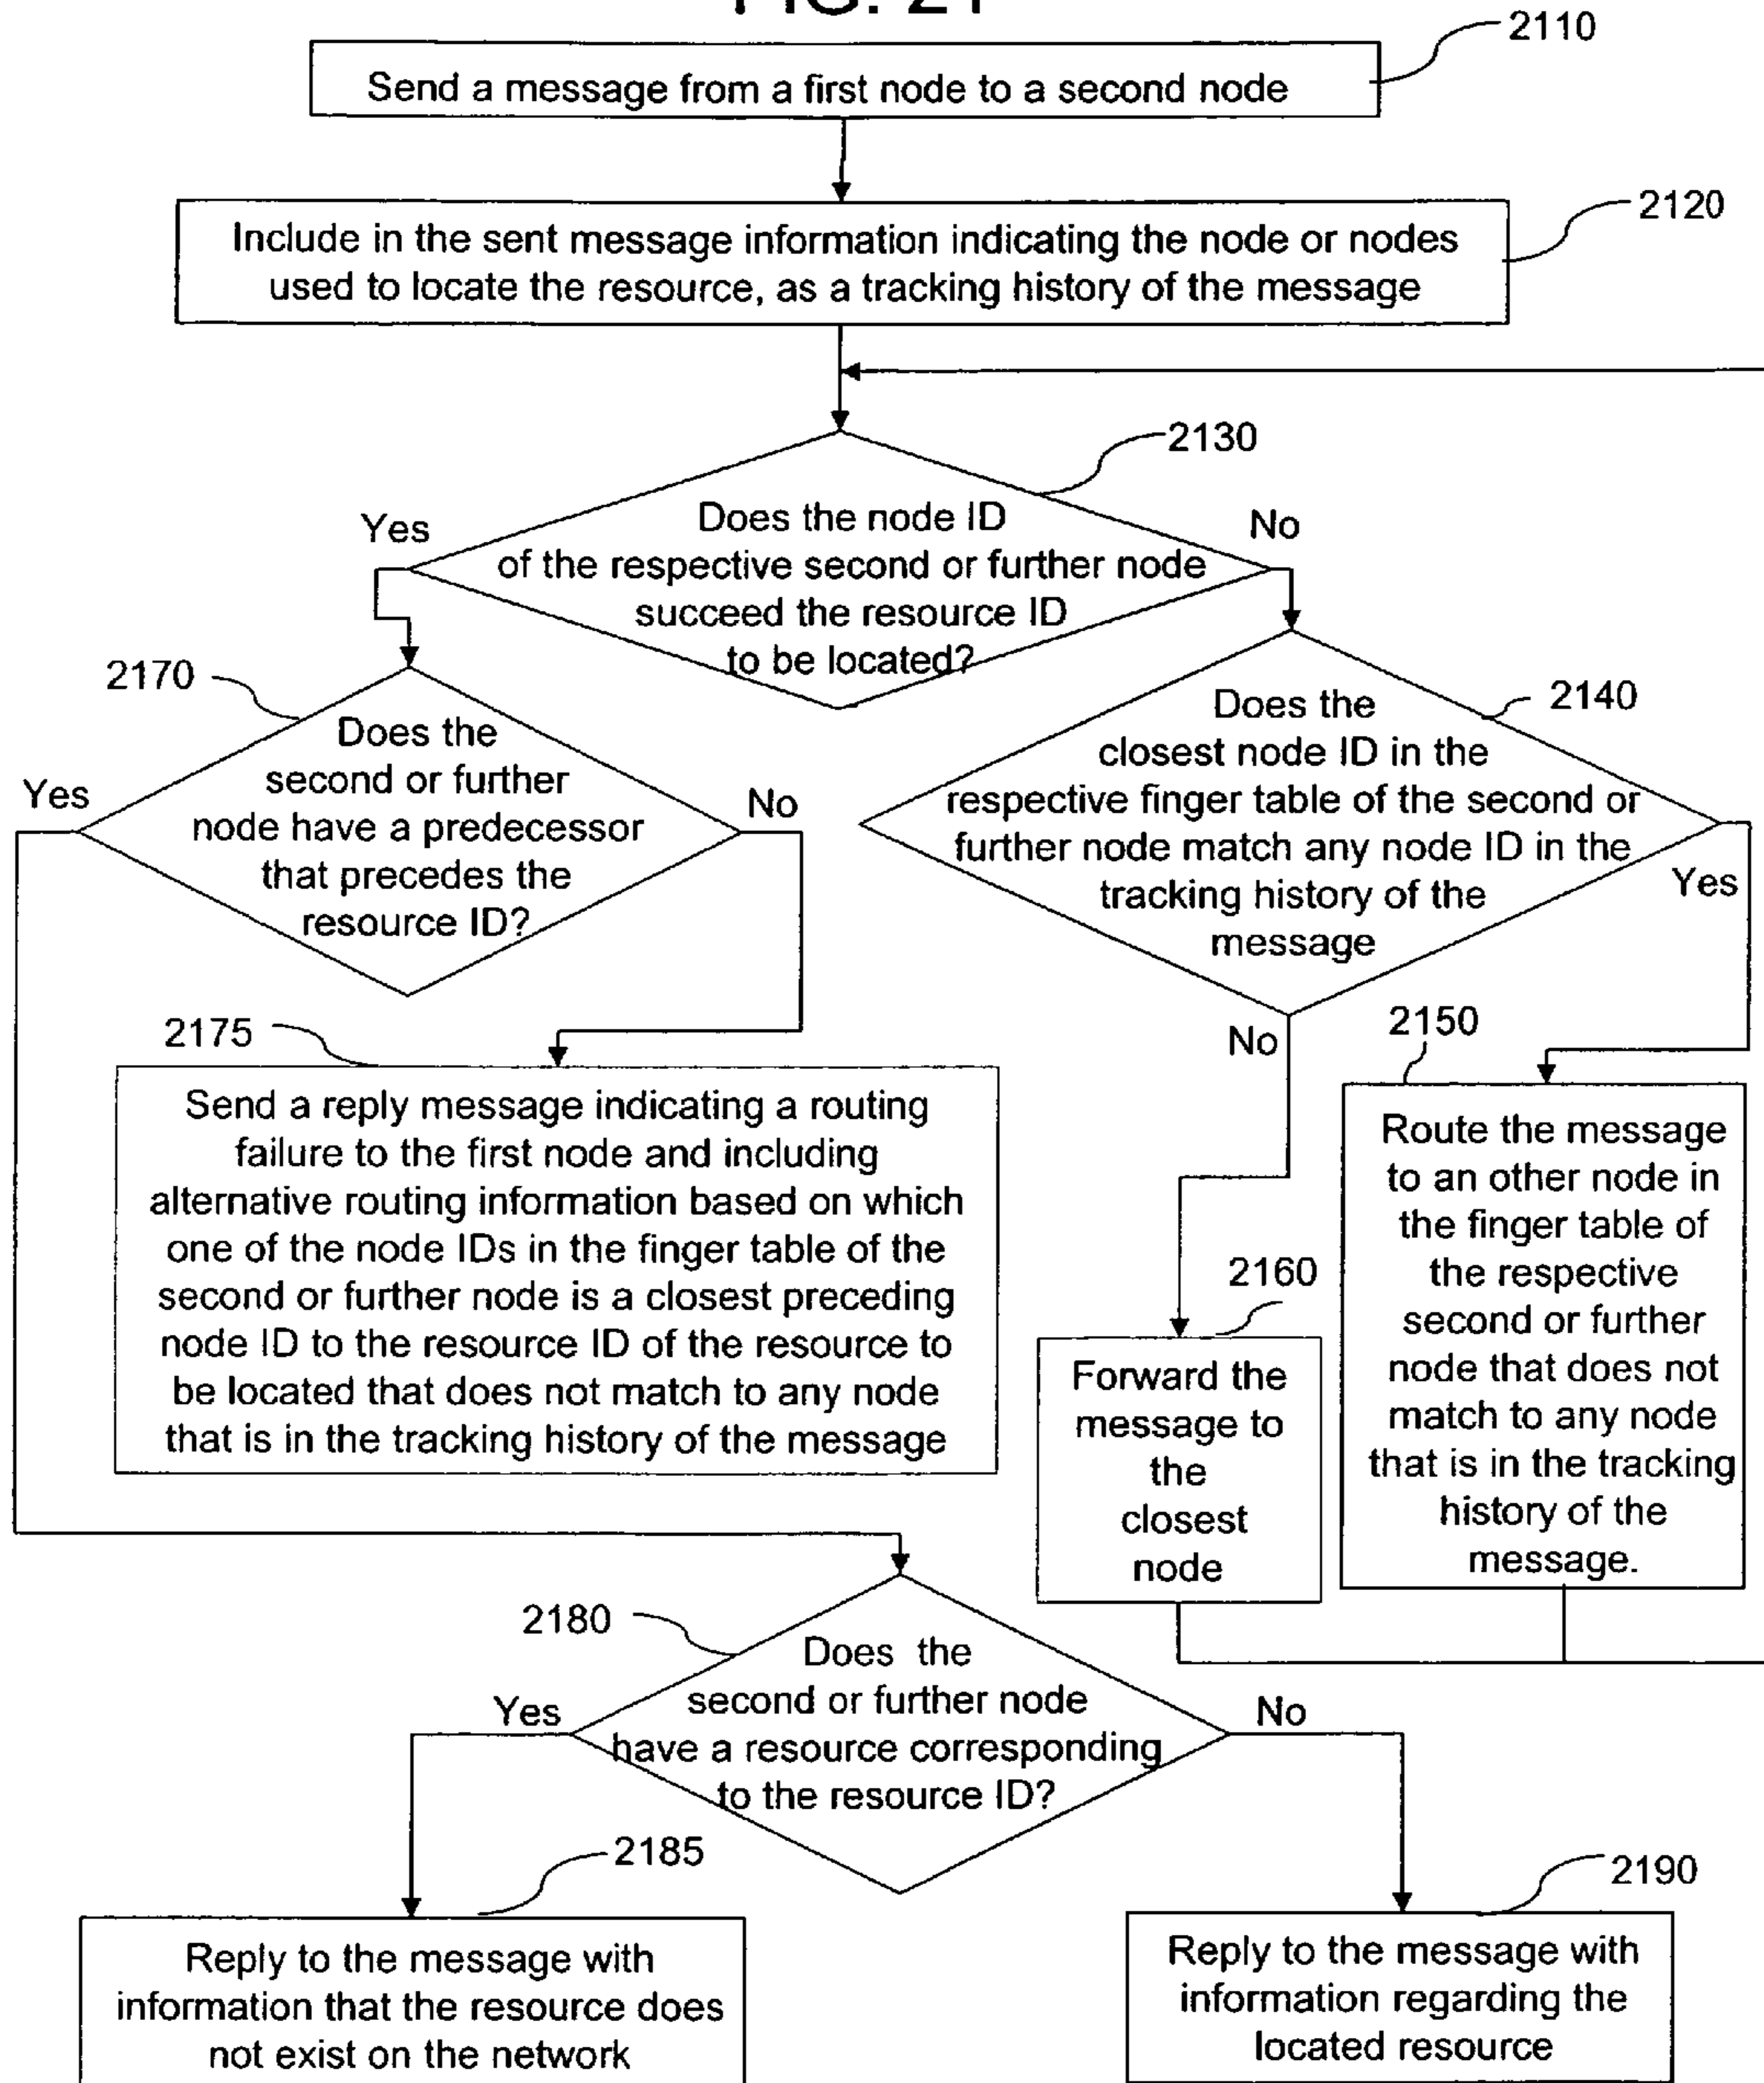 FIG. 21
2110
Send a message from a first node to a second node
2120
Include in the sent message information indicating the node or nodes
used to locate the resource, as a tracking history of the message
2130
Yes
Does the node ID
of the respective second or further node
succeed the resource ID
to be located?
No
2170
Does the
second or further
node have a predecessor
that precedes the
resource ID?
Yes
No
2140
Does the
closest node ID in the
respective finger table of the second or
further node match any node ID in the
tracking history of the
message
Yes
No
2175
Send a reply message indicating a routing
failure to the first node and including
alternative routing information based on which
one of the node IDs in the finger table of the
second or further node is a closest preceding
node ID to the resource ID of the resource to
be located that does not match to any node
that is in the tracking history of the message
2150
Route the message
to an other node in
the finger table of
the respective
second or further
node that does not
match to any node
that is in the tracking
history of the
message.
2160
Forward the
message to
the
closest
node
2180
Does the
second or further node
have a resource corresponding
to the resource ID?
Yes
No
2185
Reply to the message with
information that the resource does
not exist on the network
2190
Reply to the message with
information regarding the
located resource